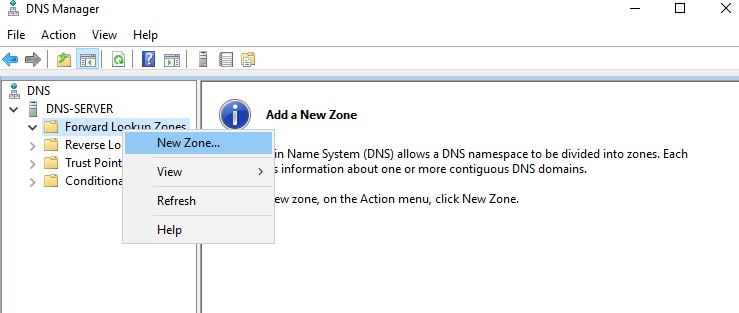 DNS Manager
File Action View Help
DNS
DNS-SERVER
Forward Lookup Zones
Reverse Lo
Trust Point
Conditiona
New Zone...
View
Refresh
Help
Add a New Zone
in Name System (DNS) allows a DNS namespace to be divided into zones. Each
s information about one or more contiguous DNS domains.
ew zone, on the Action menu, click New Zone.